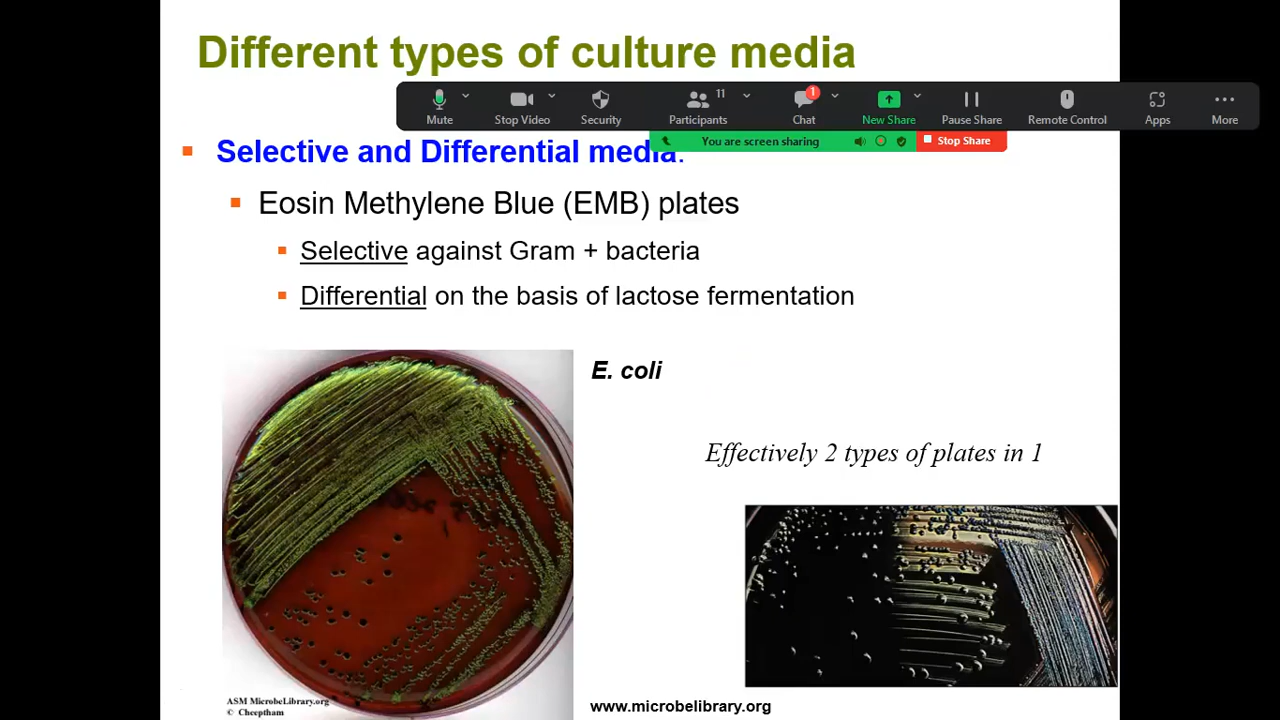 Different types of culture media
Mute
Stop Video
Security
Participants
11
Chat
1
New Share
Pause Share
Remote Control
Apps
More
You are screen sharing
Stop Share
Selective and Differential media:
Eosin Methylene Blue (EMB) plates
Selective against Gram + bacteria
Differential on the basis of lactose fermentation
E. coli
Effectively 2 types of plates in 1
ASM MicrobeLibrary.org
© Cheeptham
www.microbelibrary.org